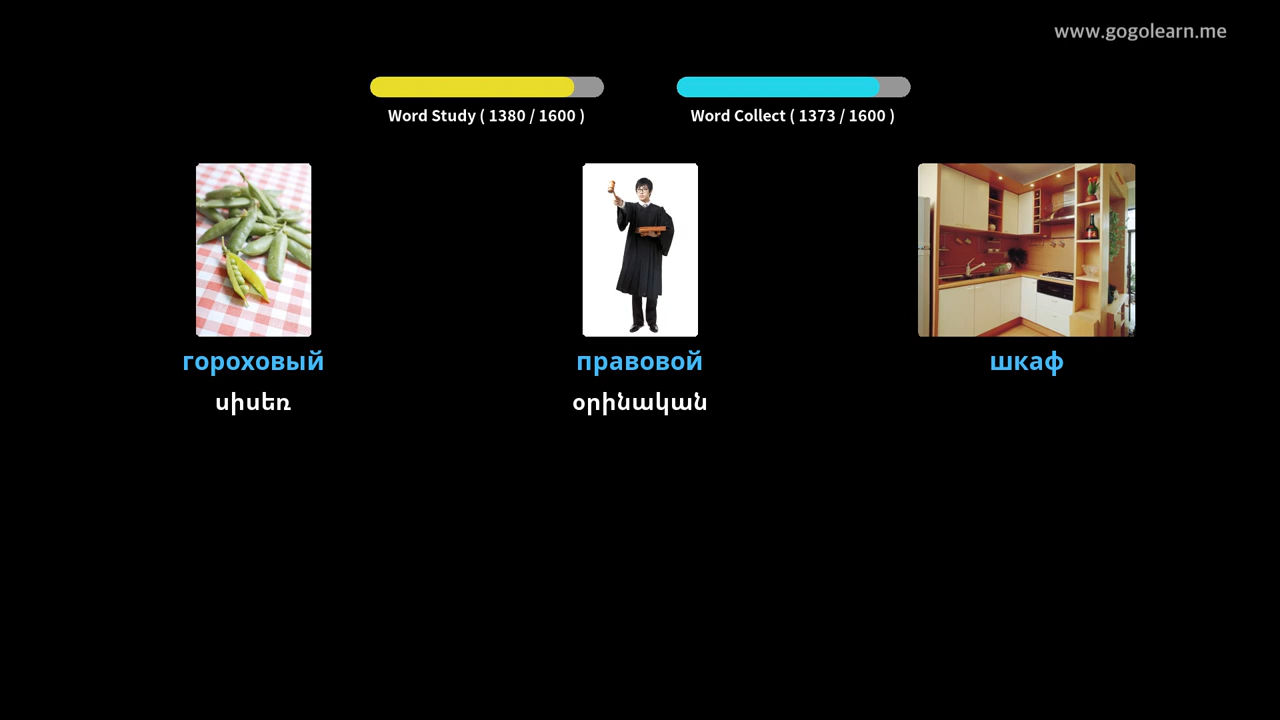 www.gogolearn.me
Word Study ( 1380 / 1600 )
Word Collect ( 1373 / 1600 )
гороховый
правовой
шкаф
սիսեռ
օրինական